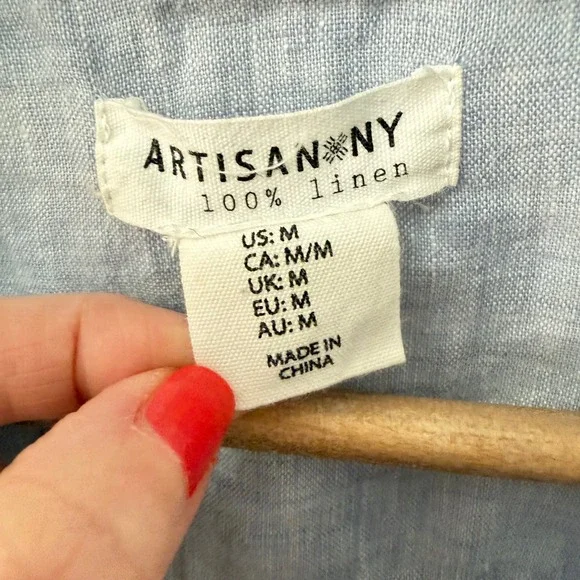 ARTISAN NY
100% linen
US: M
CA: M/M
UK: M
EU: M
AU: M
MADE IN
CHINA